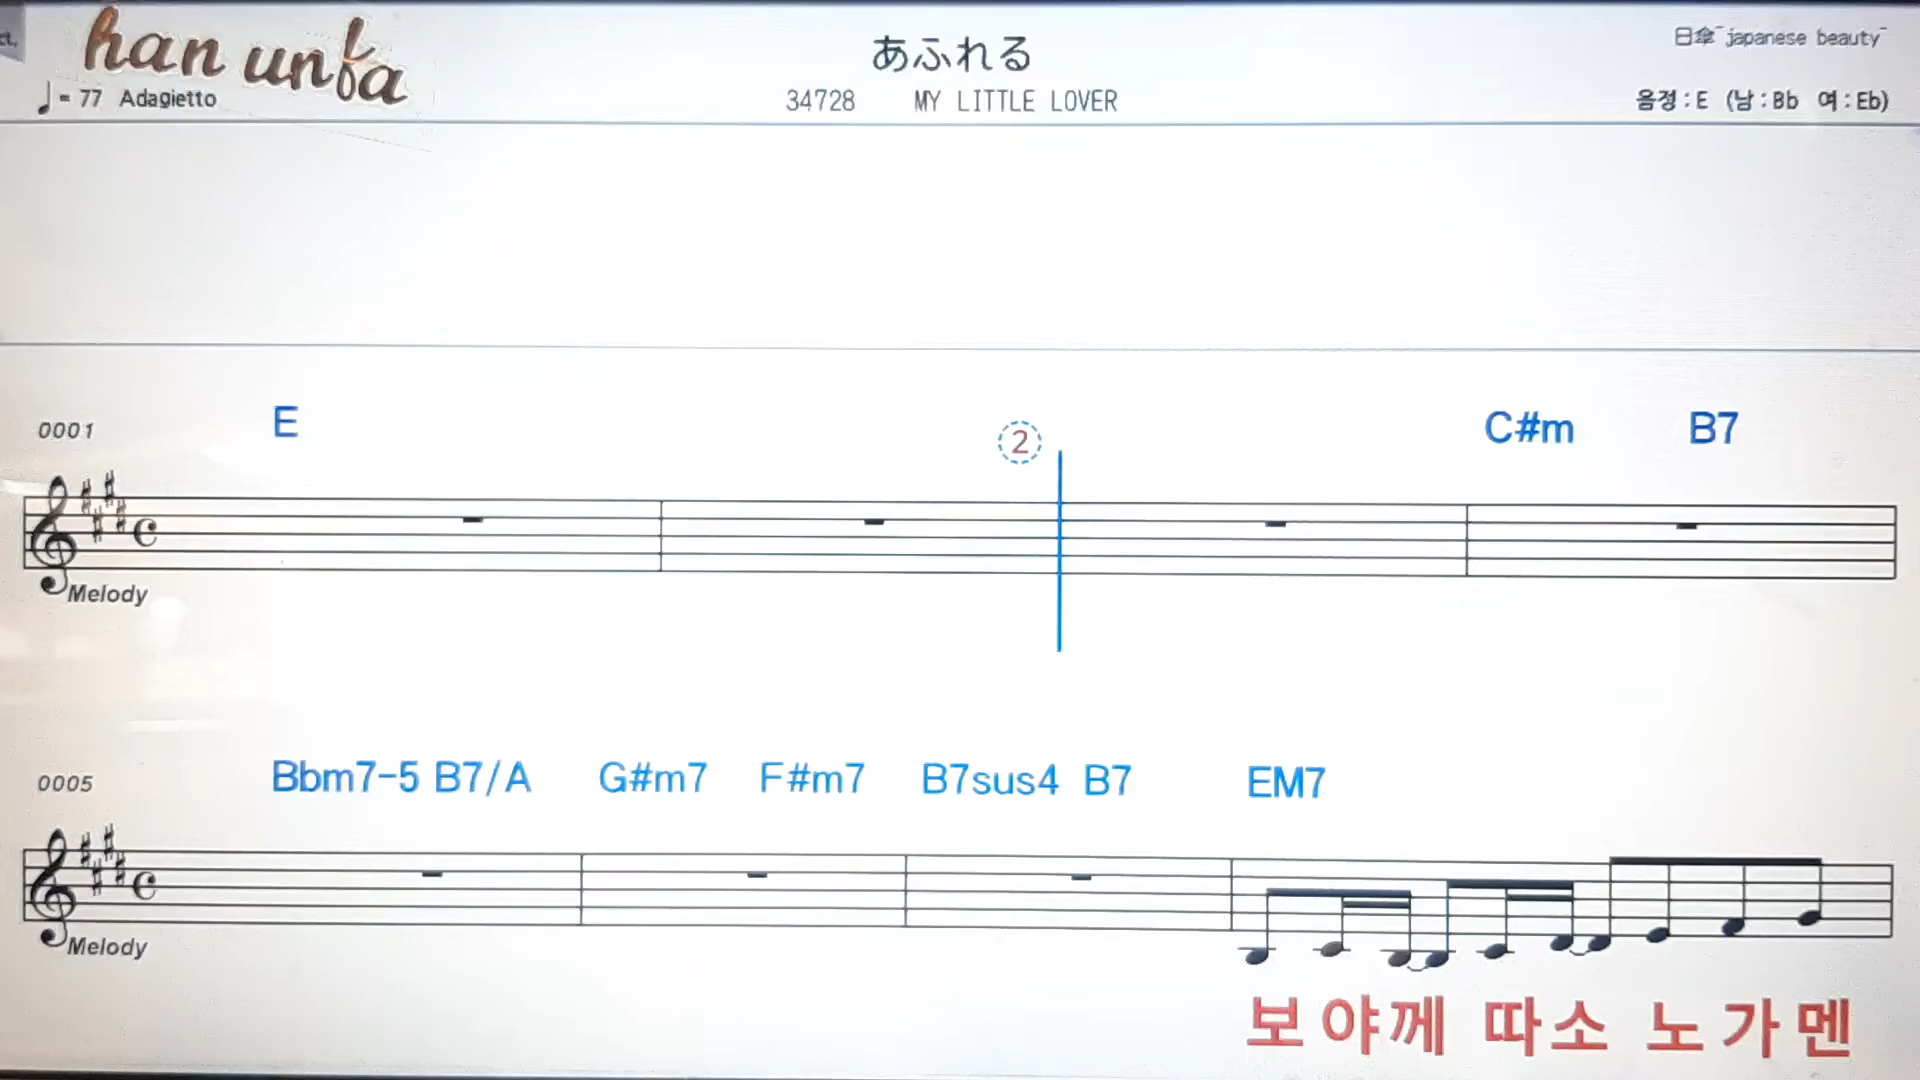 ct,
han unfa
あふれる
日傘~japanese beauty~
♩= 77 Adagietto
34728 MY LITTLE LOVER
음정:E (남:Bb 여:Eb)
0001 E ② C#m B7
Melody
0005 Bbm7-5 B7/A G#m7 F#m7 B7sus4 B7 EM7
Melody
보야께 따소 노가멘